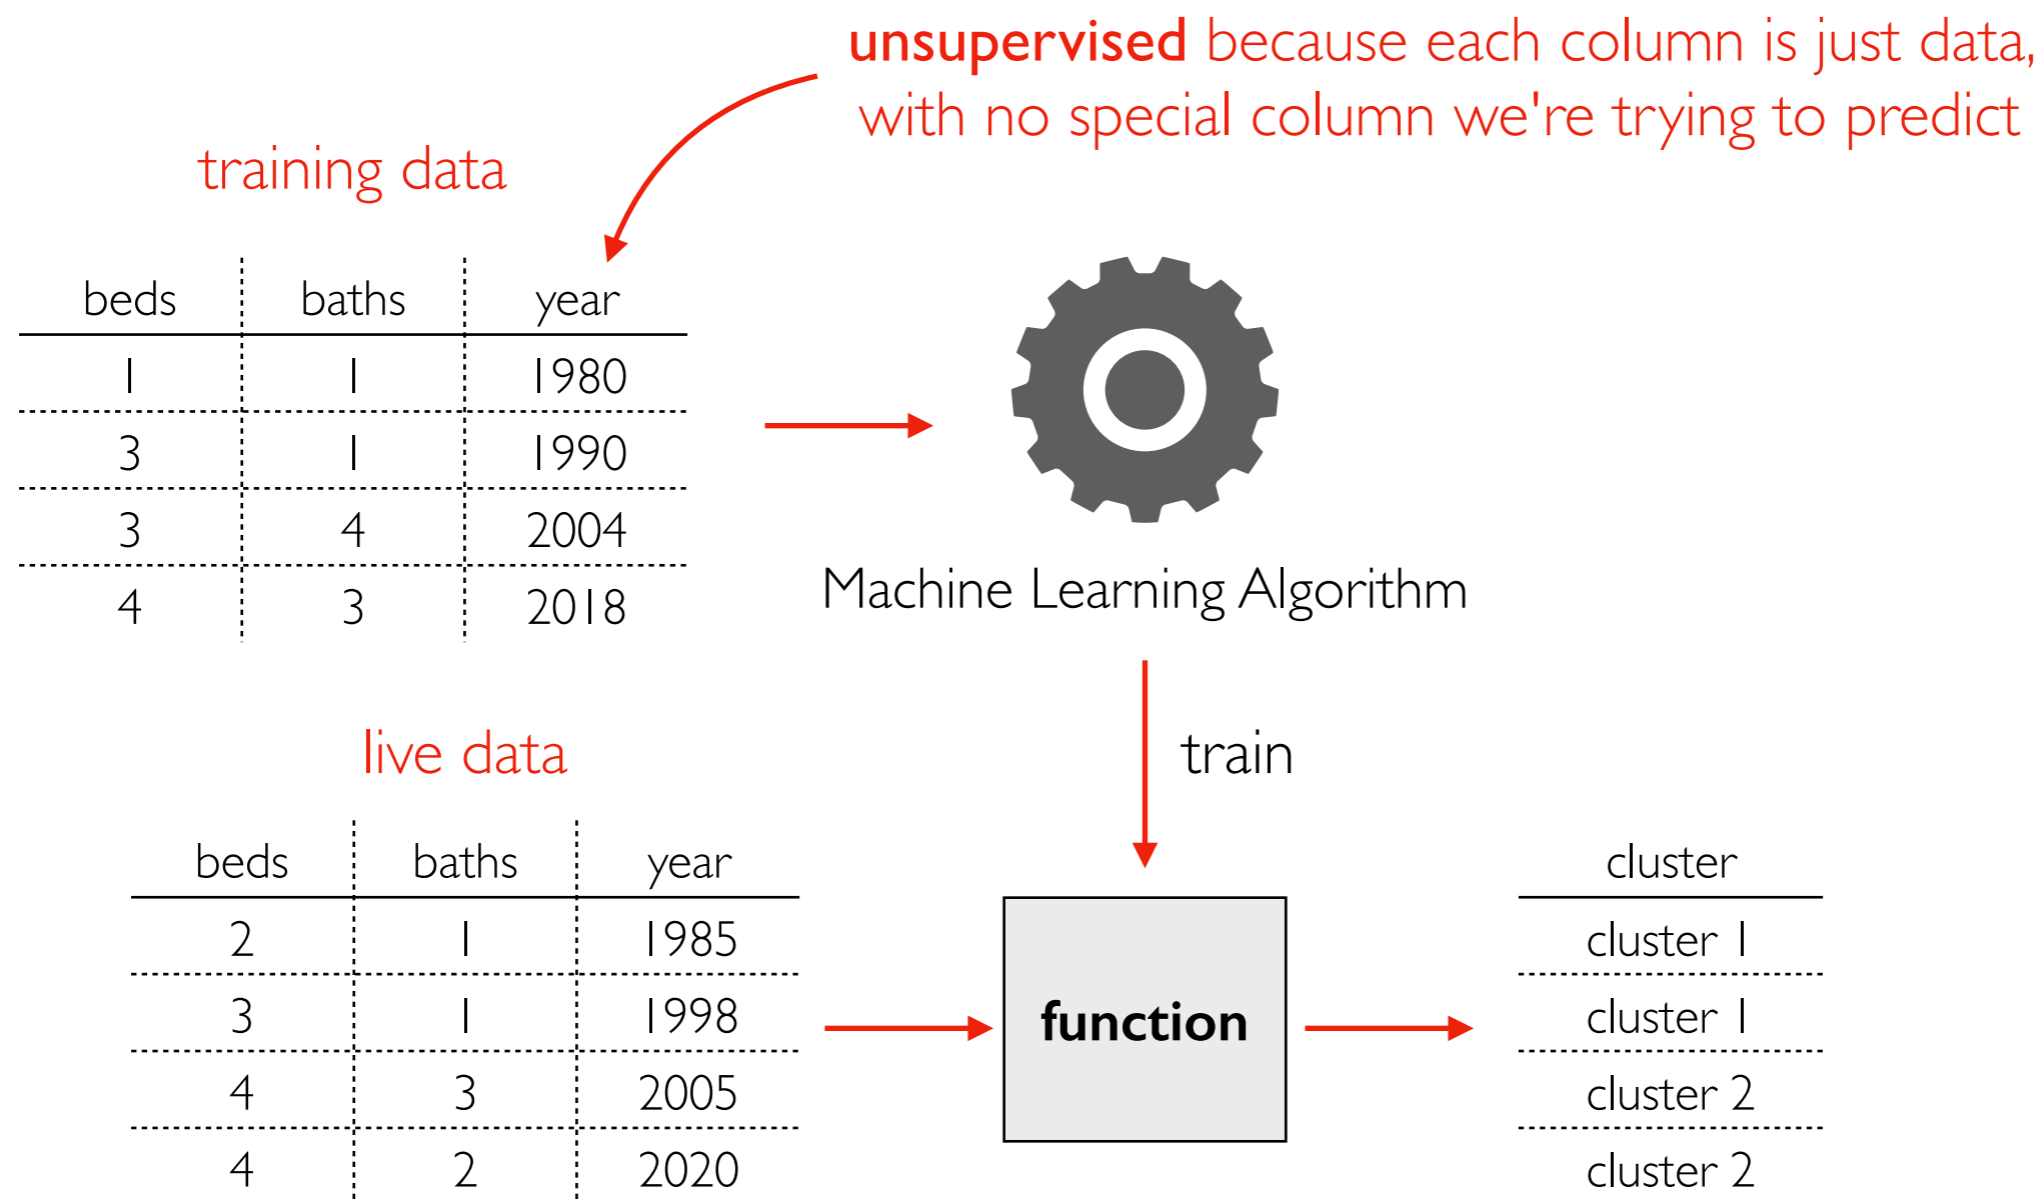 unsupervised because each column is just data,
with no special column we're trying to predict
training data
beds baths year
1 1 1980
3 1 1990
3 4 2004
4 3 2018
Machine Learning Algorithm
train
live data
beds baths year
2 1 1985
3 1 1998
4 3 2005
4 2 2020
function
cluster
cluster 1
cluster 1
cluster 2
cluster 2